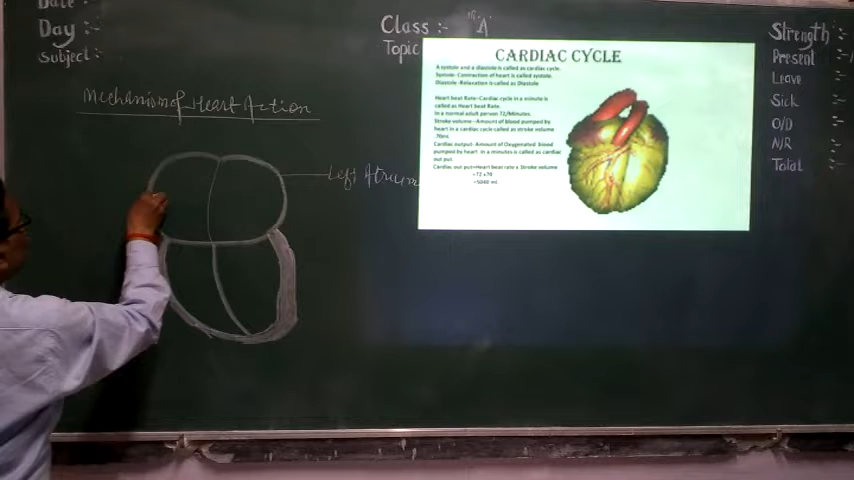 Date :-
Day :-
Subject :-
Class :- "A"
Topic
Strength :-
Present :-
Leave :-
Sick :-
O/D :-
N/R :-
Total :-
Mechanism of Heart Action
Left Atrium
CARDIAC CYCLE
A systole and a diastole is called as cardiac cycle.
Systole- Contraction of heart is called systole.
Diastole-Relaxation is called as Diastole
Heart beat Rate-Cardiac cycle in a minute is
called as Heart beat Rate.
In a normal adult person 72/Minutes.
Stroke volume-Amount of blood pumped by
heart in a cardiac cycle called as stroke volume
70ml.
Cardiac output- Amount of Oxygenated blood
pumped by heart in a minutes is called as cardiac
out put.
Cardiac out put=Heart beat rate x Stroke volume
=72 x70
=5040 ml